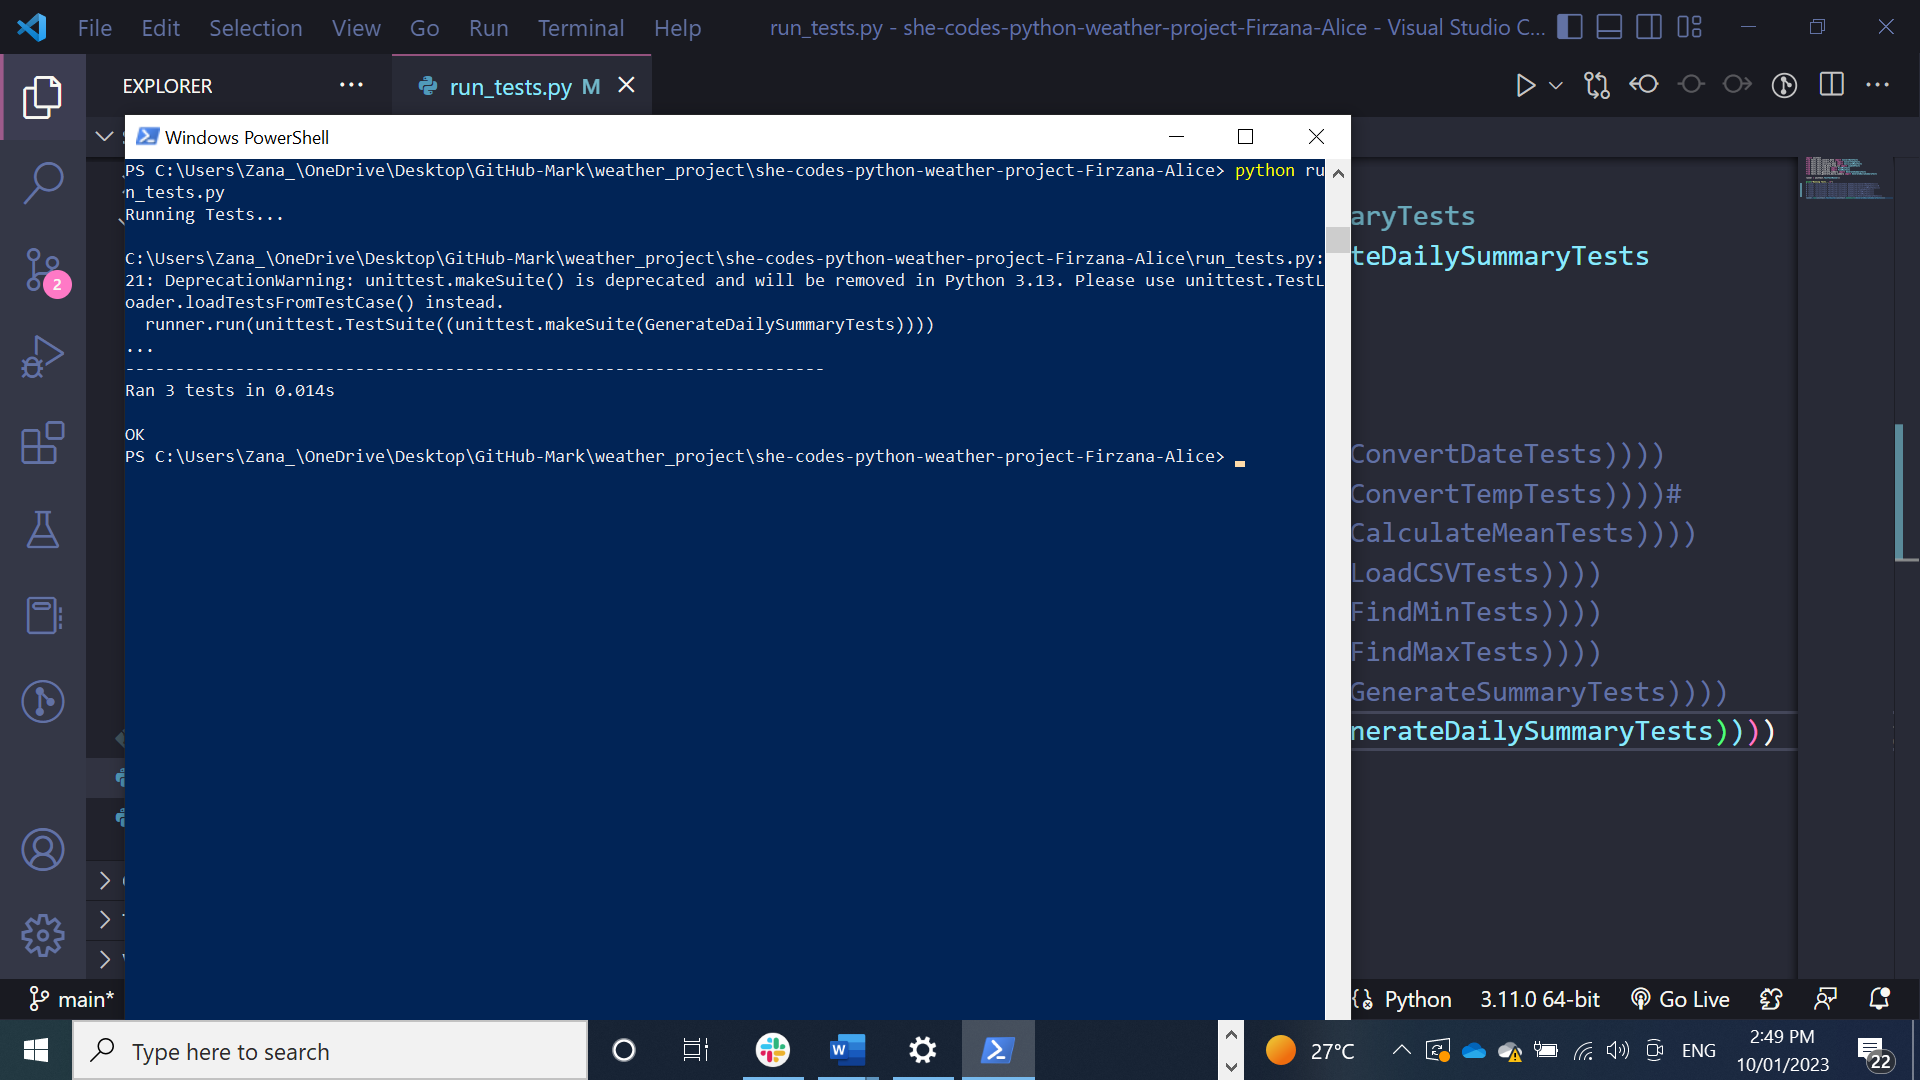 File Edit Selection View Go Run Terminal Help run_tests.py - she-codes-python-weather-project-Firzana-Alice - Visual Studio C...
EXPLORER ... run_tests.py M
Windows PowerShell
PS C:\Users\Zana_\OneDrive\Desktop\GitHub-Mark\weather_project\she-codes-python-weather-project-Firzana-Alice> python ru
n_tests.py
Running Tests...
C:\Users\Zana_\OneDrive\Desktop\GitHub-Mark\weather_project\she-codes-python-weather-project-Firzana-Alice\run_tests.py:
21: DeprecationWarning: unittest.makeSuite() is deprecated and will be removed in Python 3.13. Please use unittest.TestL
oader.loadTestsFromTestCase() instead.
  runner.run(unittest.TestSuite((unittest.makeSuite(GenerateDailySummaryTests))))
...
----------------------------------------------------------------------
Ran 3 tests in 0.014s
OK
PS C:\Users\Zana_\OneDrive\Desktop\GitHub-Mark\weather_project\she-codes-python-weather-project-Firzana-Alice>
aryTests
teDailySummaryTests
ConvertDateTests))))
ConvertTempTests))))#
CalculateMeanTests))))
LoadCSVTests))))
FindMinTests))))
FindMaxTests))))
GenerateSummaryTests))))
nerateDailySummaryTests))))
2
main* Python 3.11.0 64-bit Go Live
Type here to search
27°C ENG 2:49 PM
10/01/2023 22